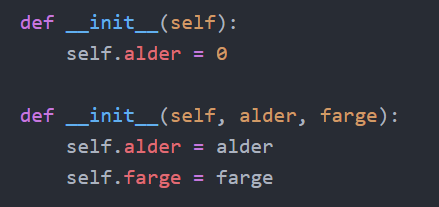 def __init__(self):
    self.alder = 0

def __init__(self, alder, farge):
    self.alder = alder
    self.farge = farge